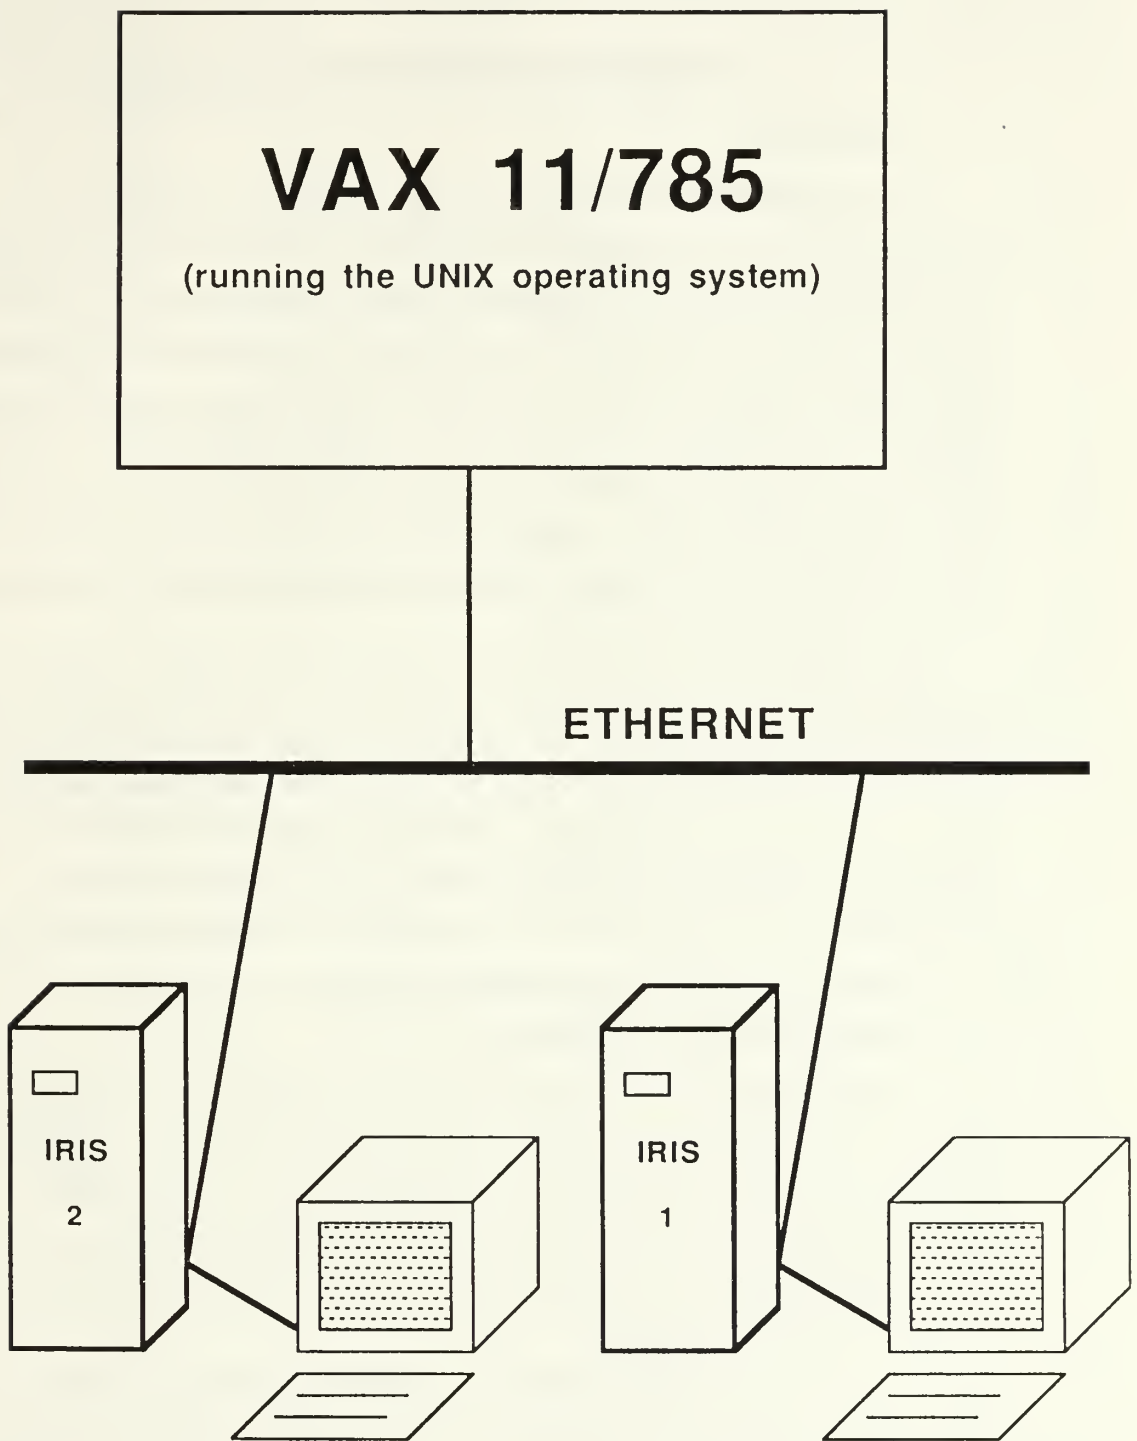 VAX 11/785
(running the UNIX operating system)
ETHERNET
IRIS
2
IRIS
1